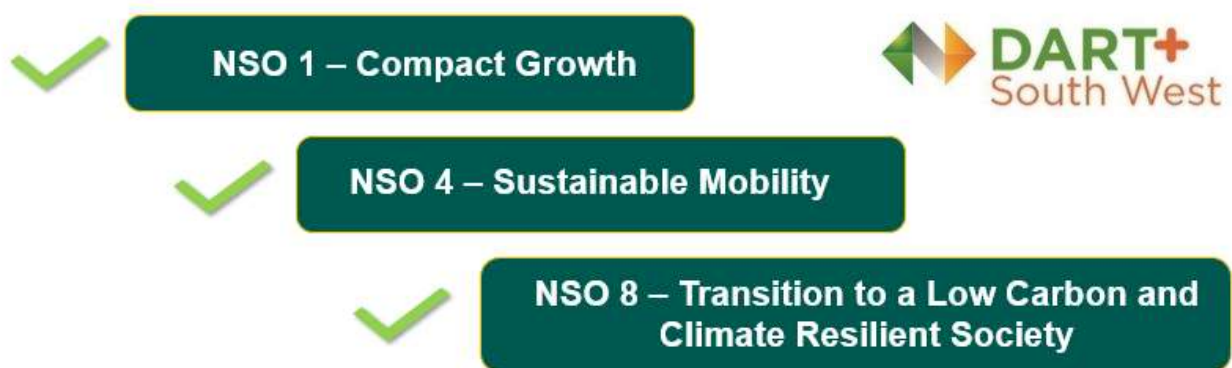 NSO 1 – Compact Growth
DART+
South West
NSO 4 – Sustainable Mobility
NSO 8 – Transition to a Low Carbon and
Climate Resilient Society